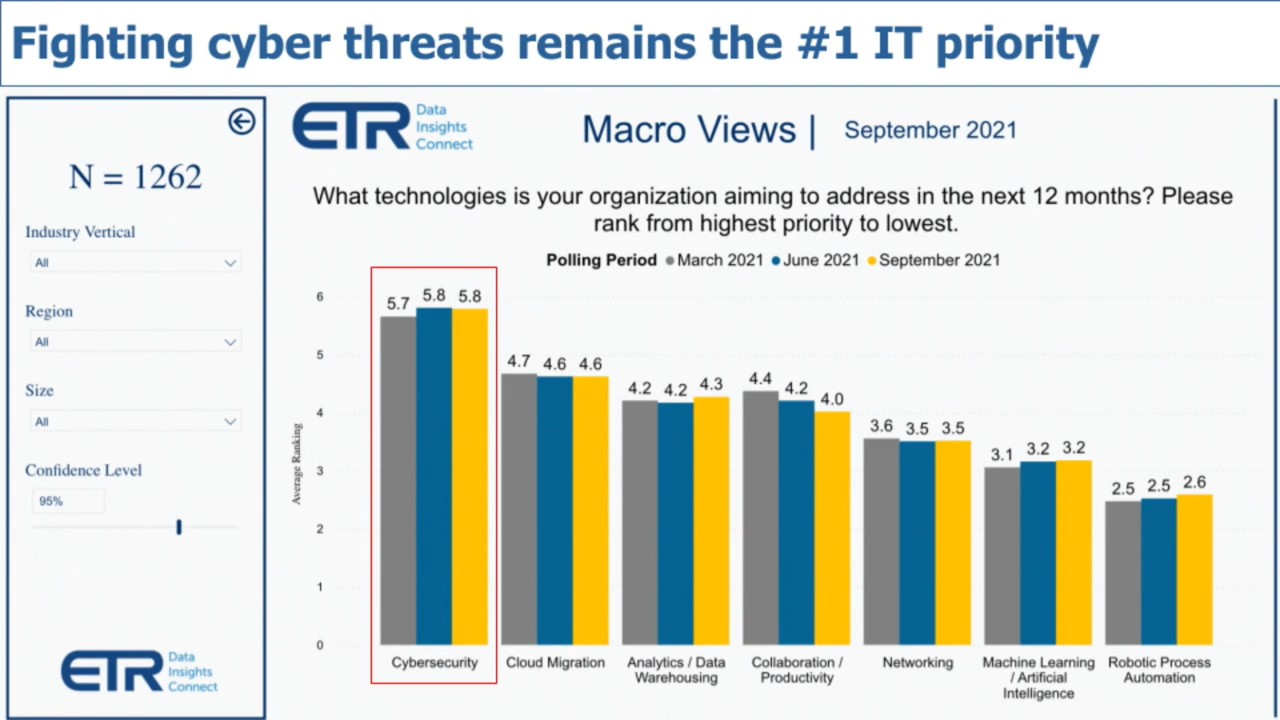 Fighting cyber threats remains the #1 IT priority
N = 1262
Industry Vertical
All
Region
All
Size
All
Confidence Level
95%
ETR Data
Insights
Connect
ETR Data
Insights
Connect
Macro Views | September 2021
What technologies is your organization aiming to address in the next 12 months? Please
rank from highest priority to lowest.
Polling Period March 2021 June 2021 September 2021
Average Ranking
6
5
4
3
2
1
0
5.7 5.8 5.8
4.7 4.6 4.6
4.2 4.2 4.3
4.4 4.2 4.0
3.6 3.5 3.5
3.1 3.2 3.2
2.5 2.5 2.6
Cybersecurity
Cloud Migration
Analytics / Data
Warehousing
Collaboration /
Productivity
Networking
Machine Learning
/ Artificial
Intelligence
Robotic Process
Automation